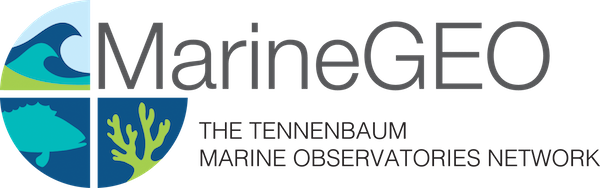 MarineGEO
THE TENNENBAUM
MARINE OBSERVATORIES NETWORK